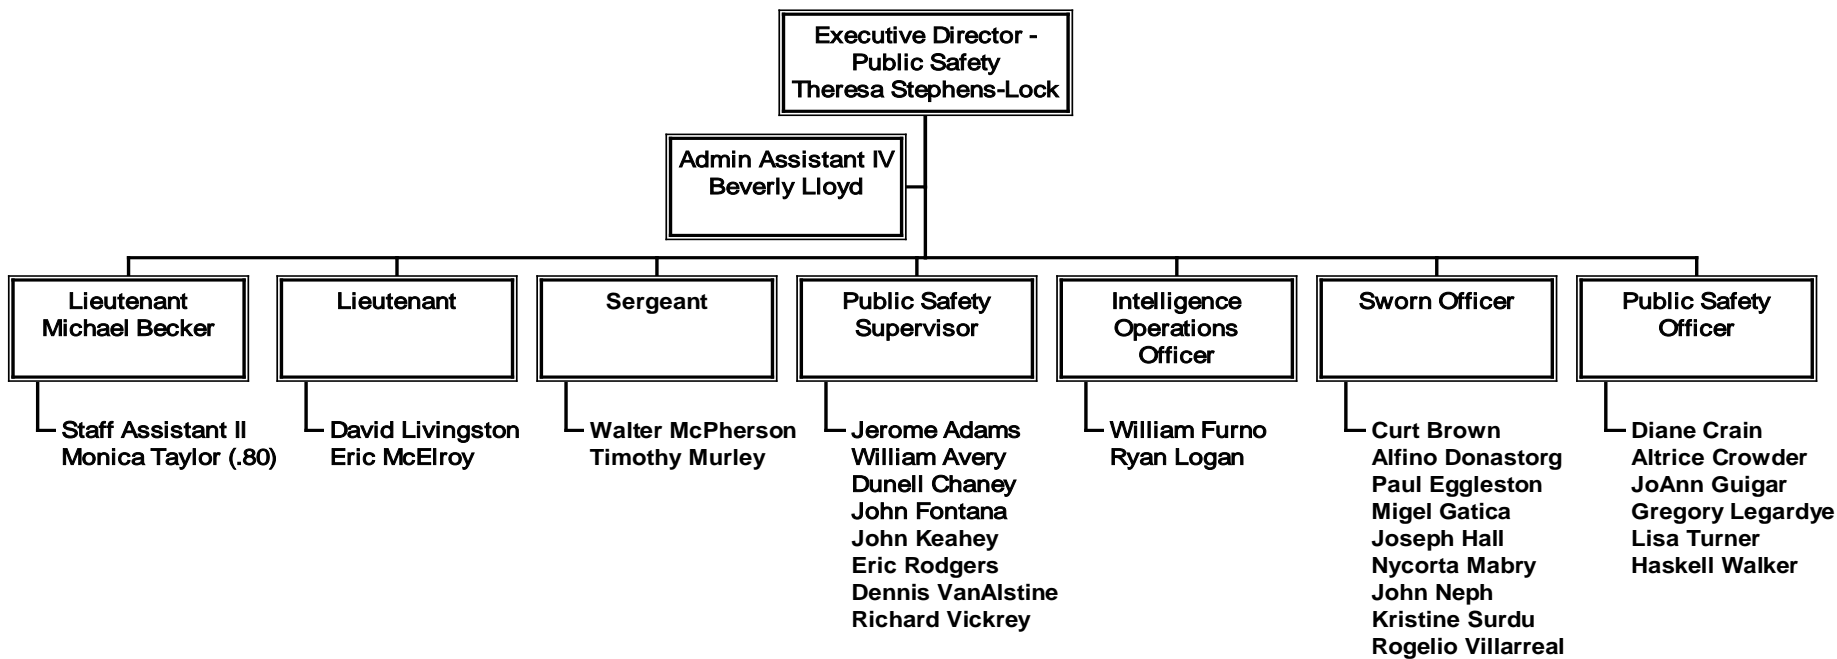 Executive Director -
Public Safety
Theresa Stephens-Lock
Admin Assistant IV
Beverly Lloyd
Lieutenant
Michael Becker
Staff Assistant II
Monica Taylor (.80)
Lieutenant
David Livingston
Eric McElroy
Sergeant
Walter McPherson
Timothy Murley
Public Safety
Supervisor
Jerome Adams
William Avery
Dunell Chaney
John Fontana
John Keahey
Eric Rodgers
Dennis VanAlstine
Richard Vickrey
Intelligence
Operations
Officer
William Furno
Ryan Logan
Sworn Officer
Curt Brown
Alfino Donastorg
Paul Eggleston
Migel Gatica
Joseph Hall
Nycorta Mabry
John Neph
Kristine Surdu
Rogelio Villarreal
Public Safety
Officer
Diane Crain
Altrice Crowder
JoAnn Guigar
Gregory Legardye
Lisa Turner
Haskell Walker